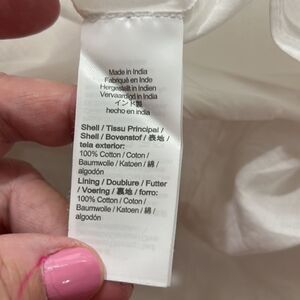 Made in India
Fabriqué en Inde
Hergestellt in Indien
Vervaardigd in India
インド製
hecho en india
Shell / Tissu Principal /
Shell / Bovenstof / 表地 /
tela exterior:
100% Cotton / Coton /
Baumwolle / Katoen / 綿 /
algodón
Lining / Doublure / Futter
/ Voering / 裏地 / forro:
100% Cotton / Coton /
Baumwolle / Katoen / 綿 /
algodón